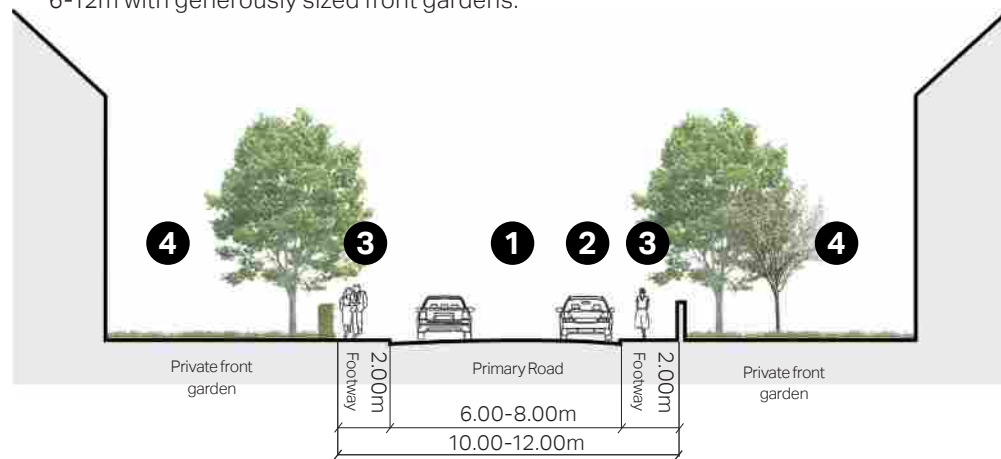 6-12m with generously sized front gardens.
4
3
1
2
3
4
Private front
garden
Footway
2.00m
Primary Road
Footway
2.00m
Private front
garden
6.00-8.00m
10.00-12.00m